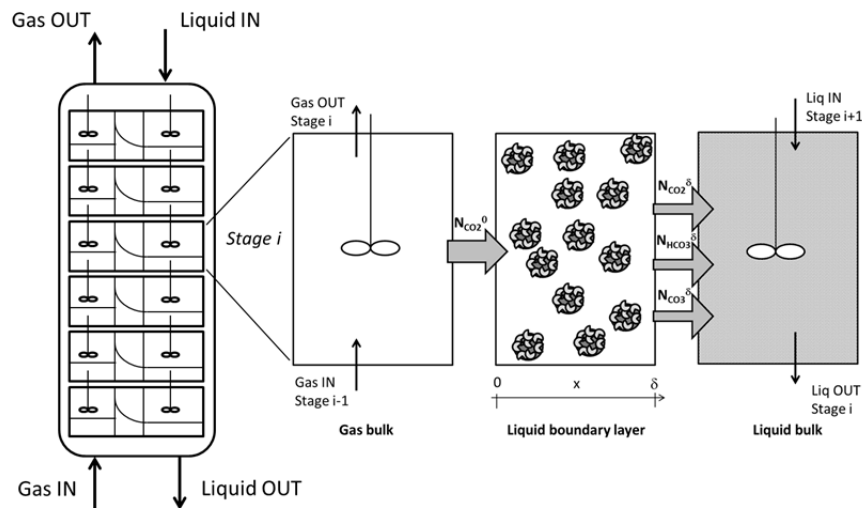 Gas OUT
Liquid IN
Gas IN
Liquid OUT
Stage i
Gas OUT
Stage i
Gas IN
Stage i-1
Gas bulk
N_CO2^0
0 x δ
Liquid boundary layer
N_CO2^δ
N_HCO3^δ
N_CO3^δ
Liq IN
Stage i+1
Liq OUT
Stage i
Liquid bulk